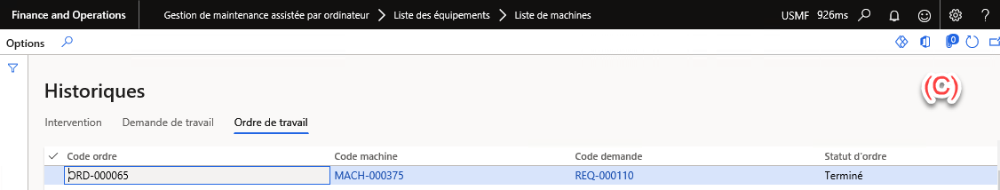 Finance and Operations Gestion de maintenance assistée par ordinateur Liste des équipements Liste de machines USMF 926ms ?
Options 0
Historiques
(C)
Intervention Demande de travail Ordre de travail
Code ordre Code machine Code demande Statut d'ordre
ORD-000065 MACH-000375 REQ-000110 Terminé